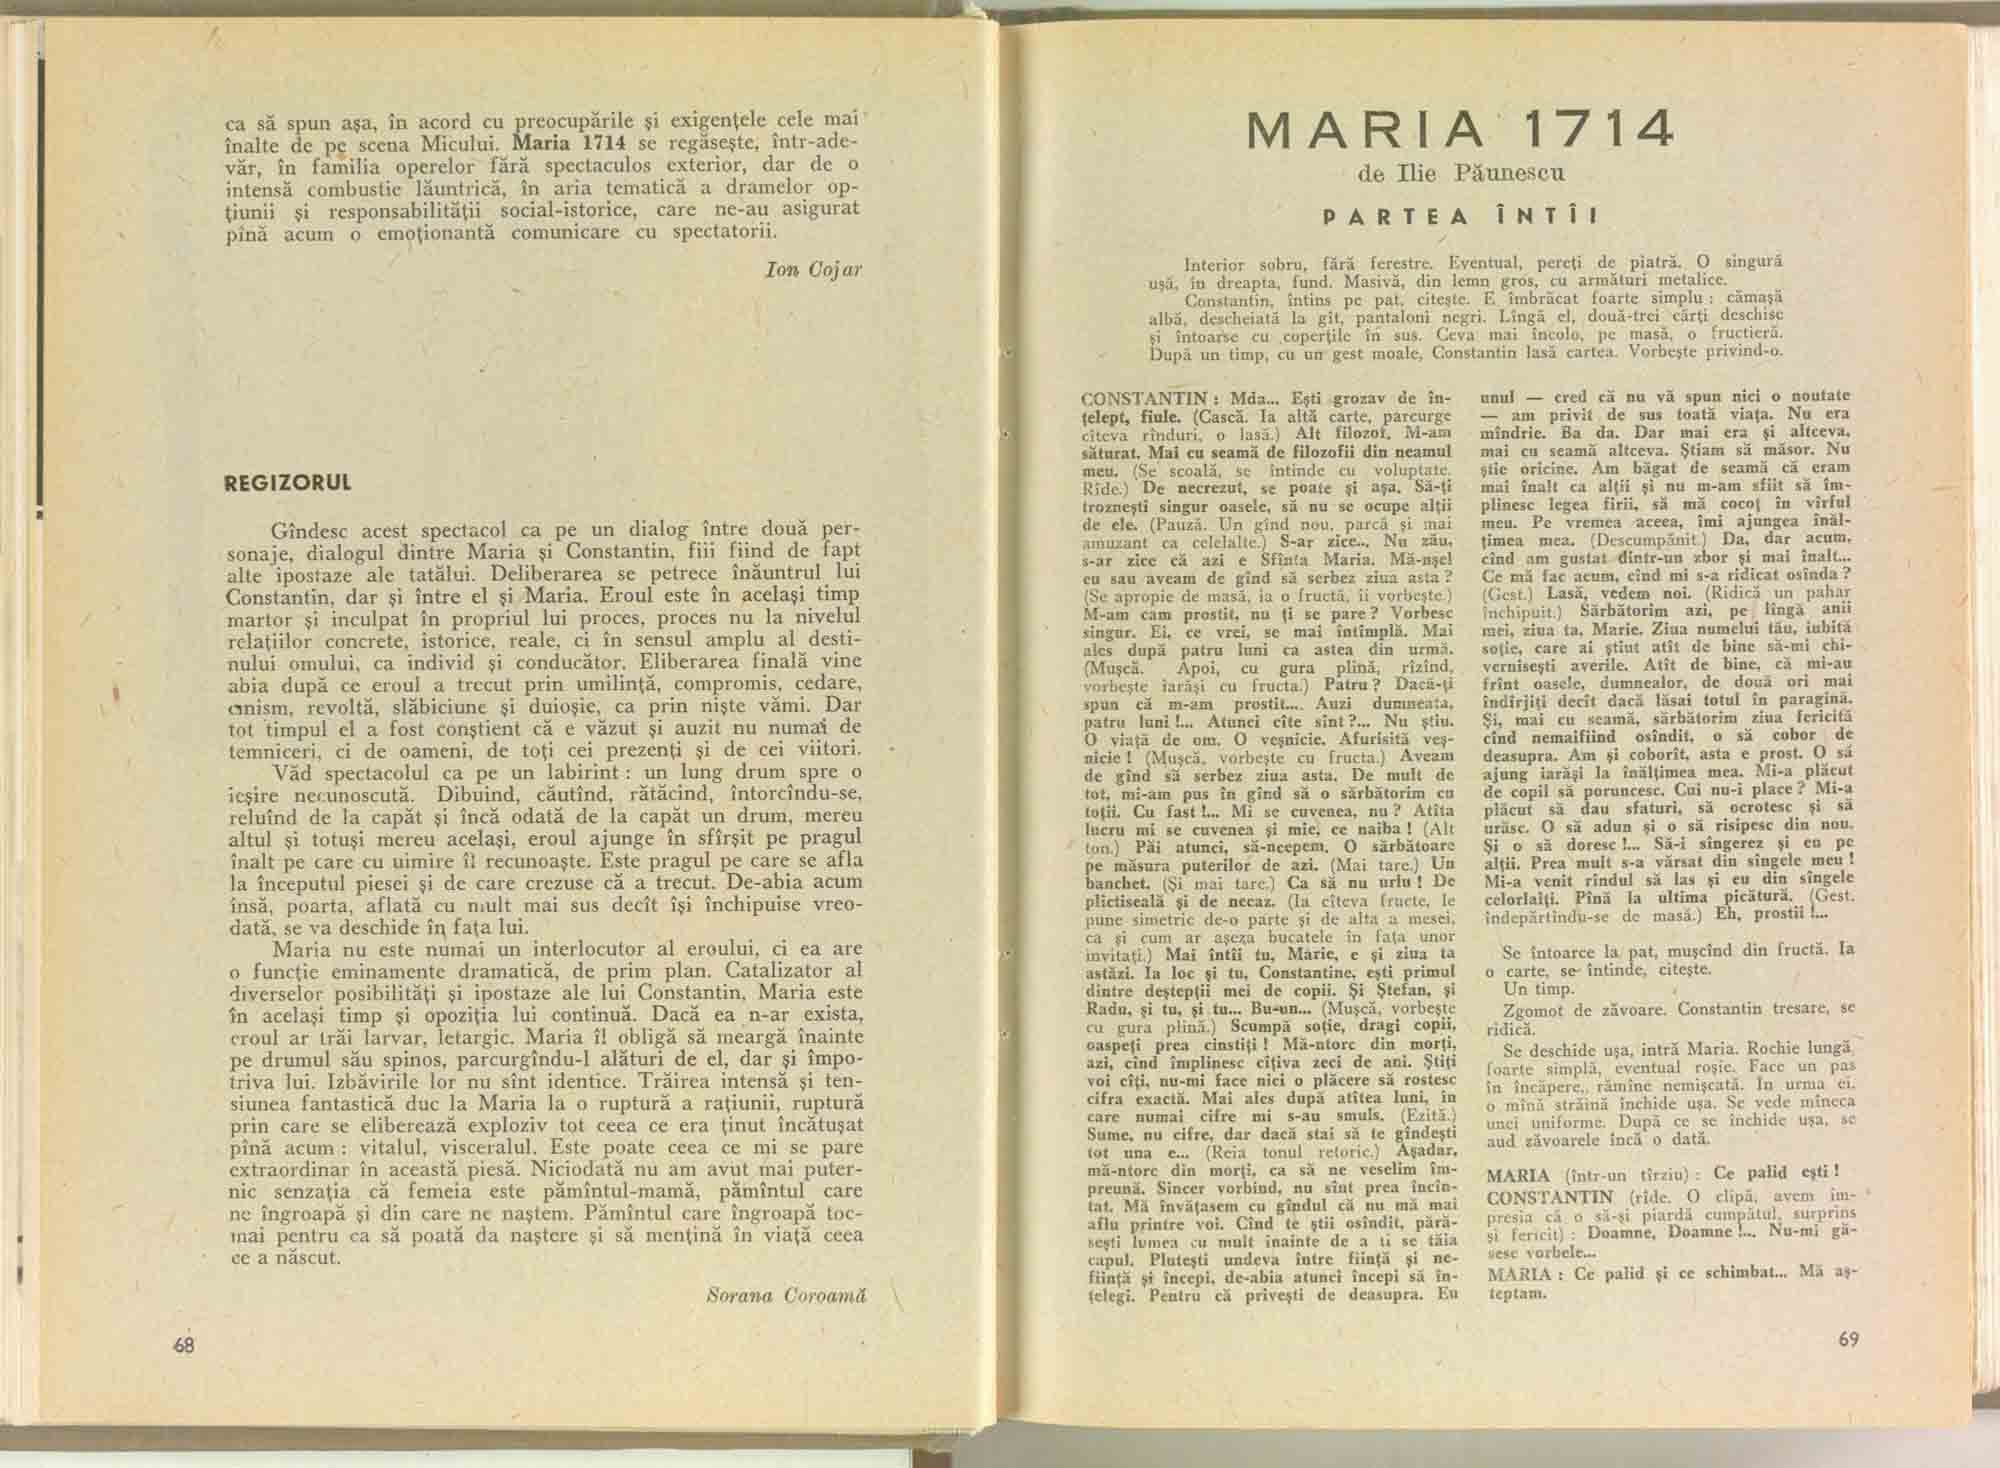 ca să spun așa, în acord cu preocupările și exigențele cele mai
înalte de pe scena Micului. Maria 1714 se regăsește, într-ade-
văr, în familia operelor fără spectaculos exterior, dar de o
intensă combustie lăuntrică, în aria tematică a dramelor op-
țiunii și responsabilității social-istorice, care ne-au asigurat
pînă acum o emoționantă comunicare cu spectatorii.
Ion Cojar
REGIZORUL
Gîndesc acest spectacol ca pe un dialog între două per-
sonaje, dialogul dintre Maria și Constantin, fiii fiind de fapt
alte ipostaze ale tatălui. Deliberarea se petrece înăuntrul lui
Constantin, dar și între el și Maria. Eroul este în același timp
martor și inculpat în propriul lui proces, proces nu la nivelul
relațiilor concrete, istorice, reale, ci în sensul amplu al desti-
nului omului, ca individ și conducător. Eliberarea finală vine
abia după ce eroul a trecut prin umilință, compromis, cedare,
cinism, revoltă, slăbiciune și duioșie, ca prin niște vămi. Dar
tot timpul el a fost conștient că e văzut și auzit nu numai de
temniceri, ci de oameni, de toți cei prezenți și de cei viitori.
Văd spectacolul ca pe un labirint : un lung drum spre o
ieșire necunoscută. Dibuind, căutînd, rătăcind, întorcîndu-se,
reluînd de la capăt și încă odată de la capăt un drum, mereu
altul și totuși mereu același, eroul ajunge în sfîrșit pe pragul
înalt pe care cu uimire îl recunoaște. Este pragul pe care se afla
la începutul piesei și de care crezuse că a trecut. De-abia acum
însă, poarta, aflată cu mult mai sus decît își închipuise vreo-
dată, se va deschide în fața lui.
Maria nu este numai un interlocutor al eroului, ci ea are
o funcție eminamente dramatică, de prim plan. Catalizator al
diverselor posibilități și ipostaze ale lui Constantin, Maria este
în același timp și opoziția lui continuă. Dacă ea n-ar exista,
eroul ar trăi larvar, letargic. Maria îl obligă să meargă înainte
pe drumul său spinos, parcurgîndu-l alături de el, dar și împo-
triva lui. Izbăvirile lor nu sînt identice. Trăirea intensă și ten-
siunea fantastică duc la Maria la o ruptură a rațiunii, ruptură
prin care se eliberează exploziv tot ceea ce era ținut încătușat
pînă acum : vitalul, visceralul. Este poate ceea ce mi se pare
extraordinar în această piesă. Niciodată nu am avut mai puter-
nic senzația că femeia este pămîntul-mamă, pămîntul care
ne îngroapă și din care ne naștem. Pămîntul care îngroapă toc-
mai pentru ca să poată da naștere și să mențină în viață ceea
ce a născut.
Sorana Coroamă
68
MARIA 1714
de Ilie Păunescu
PARTEA ÎNTÎI
Interior sobru, fără ferestre. Eventual, pereți de piatră. O singură
ușă, în dreapta, fund. Masivă, din lemn gros, cu armături metalice.
Constantin, întins pe pat, citește. E îmbrăcat foarte simplu : cămașă
albă, descheiată la gît, pantaloni negri. Lîngă el, două-trei cărți deschise
și întoarse cu coperțile în sus. Ceva mai încolo, pe masă, o fructieră.
După un timp, cu un gest moale, Constantin lasă cartea. Vorbește privind-o.
CONSTANTIN : Mda... Ești grozav de în-
țelept, fiule. (Cască. Ia altă carte, parcurge
cîteva rînduri, o lasă.) Alt filozof. M-am
săturat. Mai cu seamă de filozofii din neamul
meu. (Se scoală, se întinde cu voluptate.
Rîde.) De necrezut, se poate și așa. Să-ți
troznești singur oasele, să nu se ocupe alții
de ele. (Pauză. Un gînd nou, parcă și mai
amuzant ca celelalte.) S-ar zice... Nu zău,
s-ar zice că azi e Sfînta Maria. Mă-nșel
eu sau aveam de gînd să serbez ziua asta ?
(Se apropie de masă, ia o fructă, îi vorbește.)
M-am cam prostit, nu ți se pare ? Vorbesc
singur. Ei, ce vrei, se mai întîmplă. Mai
ales după patru luni ca astea din urmă.
(Mușcă. Apoi, cu gura plină, rîzînd,
vorbește iarăși cu fructa.) Patru ? Dacă-ți
spun că m-am prostit.... Auzi dumneata,
patru luni !... Atunci cîte sînt ?... Nu știu.
O viață de om. O veșnicie. Afurisită veș-
nicie ! (Mușcă, vorbește cu fructa.) Aveam
de gînd să serbez ziua asta. De mult de
tot, mi-am pus în gînd să o sărbătorim cu
toții. Cu fast !... Mi se cuvenea, nu ? Atîta
lucru mi se cuvenea și mie, ce naiba ! (Alt
ton.) Păi atunci, să-ncepem. O sărbătoare
pe măsura puterilor de azi. (Mai tare.) Un
banchet. (Și mai tare.) Ca să nu urlu ! De
plictiseală și de necaz. (Ia cîteva fructe, le
pune simetric de-o parte și de alta a mesei,
ca și cum ar așeza bucatele în fața unor
invitați.) Mai întîi tu, Marie, e și ziua ta
astăzi. Ia loc și tu, Constantine, ești primul
dintre deștepții mei de copii. Și Ștefan, și
Radu, și tu, și tu... Bu-un... (Mușcă, vorbește
cu gura plină.) Scumpă soție, dragi copii,
oaspeți prea cinstiți ! Mă-ntorc din morți,
azi, cînd împlinesc cîțiva zeci de ani. Știți
voi cîți, nu-mi face nici o plăcere să rostesc
cifra exactă. Mai ales după atîtea luni, în
care numai cifre mi s-au smuls. (Ezită.)
Sume, nu cifre, dar dacă stai să te gîndești
tot una e... (Reia tonul retoric.) Așadar,
mă-ntorc din morți, ca să ne veselim îm-
preună. Sincer vorbind, nu sînt prea încîn-
tat. Mă învățasem cu gîndul că nu mă mai
aflu printre voi. Cînd te știi osîndit, pără-
sești lumea cu mult înainte de a ți se tăia
capul. Plutești undeva între ființă și ne-
ființă și începi, de-abia atunci începi să în-
țelegi. Pentru că privești de deasupra. Eu
unul — cred că nu vă spun nici o noutate
— am privit de sus toată viața. Nu era
mîndrie. Ba da. Dar mai era și altceva,
mai cu seamă altceva. Știam să măsor. Nu
știe oricine. Am băgat de seamă că eram
mai înalt ca alții și nu m-am sfiit să îm-
plinesc legea firii, să mă cocoț în vîrful
meu. Pe vremea aceea, îmi ajungea înăl-
țimea mea. (Descumpănit.) Da, dar acum,
cînd am gustat dintr-un zbor și mai înalt...
Ce mă fac acum, cînd mi s-a ridicat osînda ?
(Gest.) Lasă, vedem noi. (Ridică un pahar
închipuit.) Sărbătorim azi, pe lîngă anii
mei, ziua ta, Marie. Ziua numelui tău, iubită
soție, care ai știut atît de bine să-mi chi-
vernisești averile. Atît de bine, că mi-au
frînt oasele, dumnealor, de două ori mai
îndîrjiți decît dacă lăsai totul în paragină.
Și, mai cu seamă, sărbătorim ziua fericită
cînd nemaifiind osîndit, o să cobor de
deasupra. Am și coborît, asta e prost. O să
ajung iarăși la înălțimea mea. Mi-a plăcut
de copil să poruncesc. Cui nu-i place ? Mi-a
plăcut să dau sfaturi, să ocrotesc și să
urăsc. O să adun și o să risipesc din nou.
Și o să doresc !... Să-i sîngerez și eu pe
alții. Prea mult s-a vărsat din sîngele meu !
Mi-a venit rîndul să las și eu din sîngele
celorlalți. Pînă la ultima picătură. (Gest.
îndepărtîndu-se de masă.) Eh, prostii !...
Se întoarce la pat, mușcînd din fructă. Ia
o carte, se întinde, citește.
Un timp.
Zgomot de zăvoare. Constantin tresare, se
ridică.
Se deschide ușa, intră Maria. Rochie lungă,
foarte simplă, eventual roșie. Face un pas
în încăpere, rămîne nemișcată. În urma ei,
o mînă străină închide ușa. Se vede mîneca
unei uniforme. După ce se închide ușa, se
aud zăvoarele încă o dată.
MARIA (într-un tîrziu) : Ce palid ești !
CONSTANTIN (rîde. O clipă, avem im-
presia că o să-și piardă cumpătul, surprins
și fericit) : Doamne, Doamne !... Nu-mi gă-
sesc vorbele...
MARIA : Ce palid și ce schimbat... Mă aș-
teptam.
69